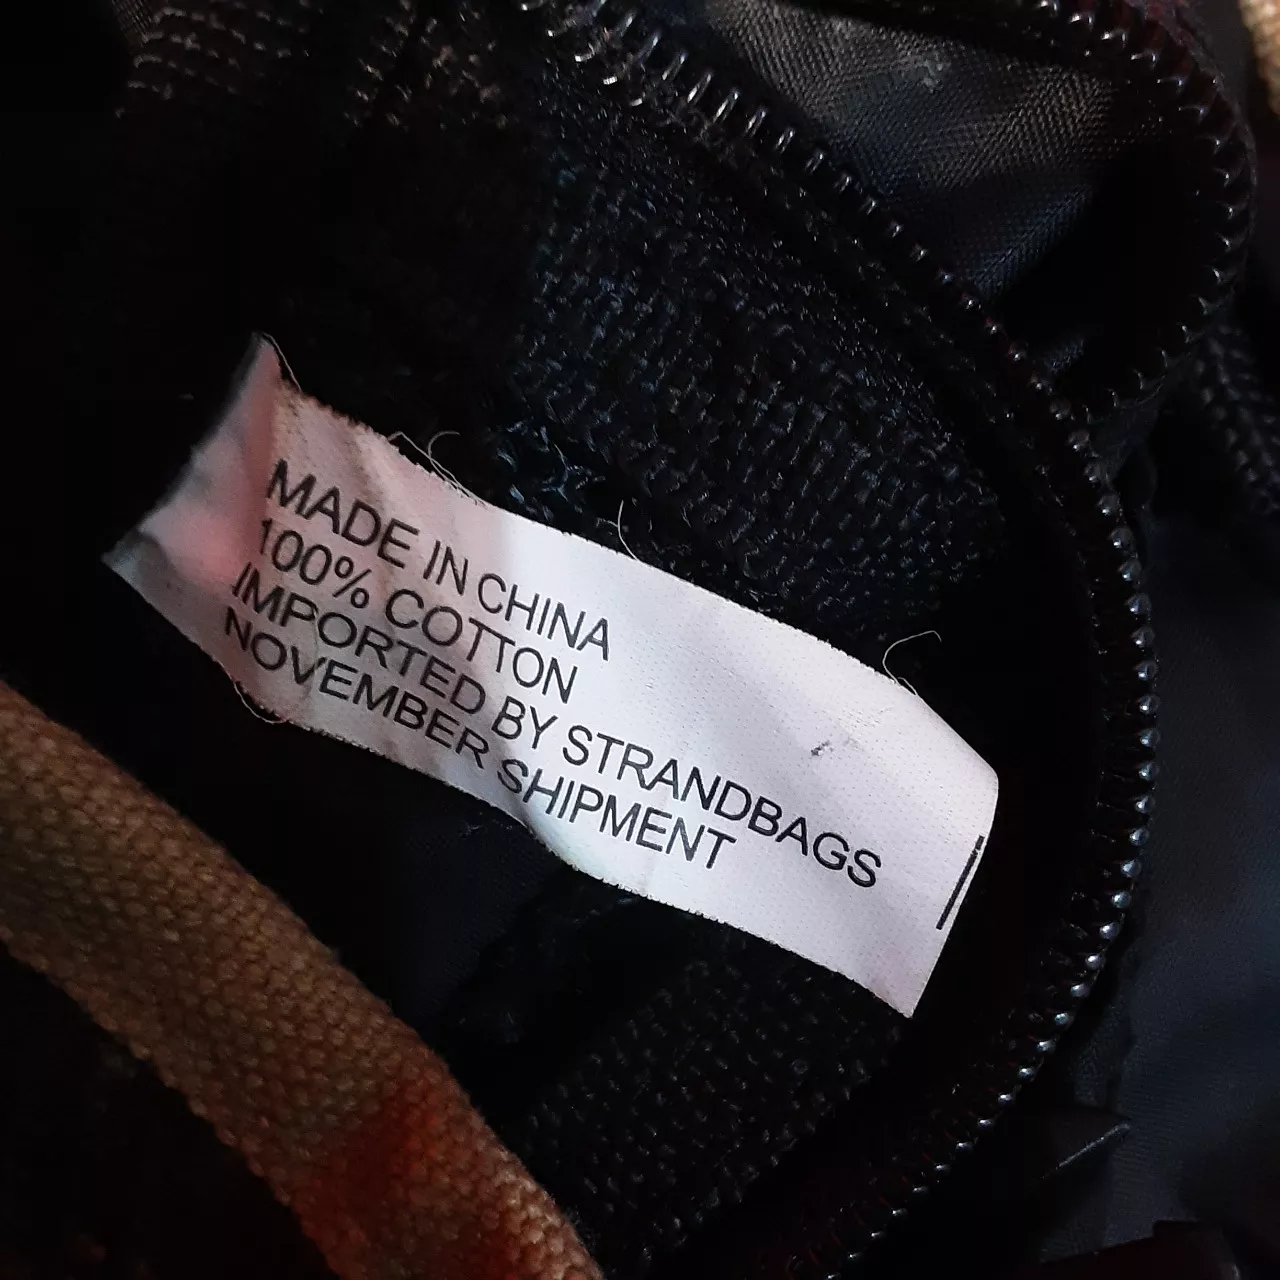 MADE IN CHINA
100% COTTON
IMPORTED BY STRANDBAGS
NOVEMBER SHIPMENT